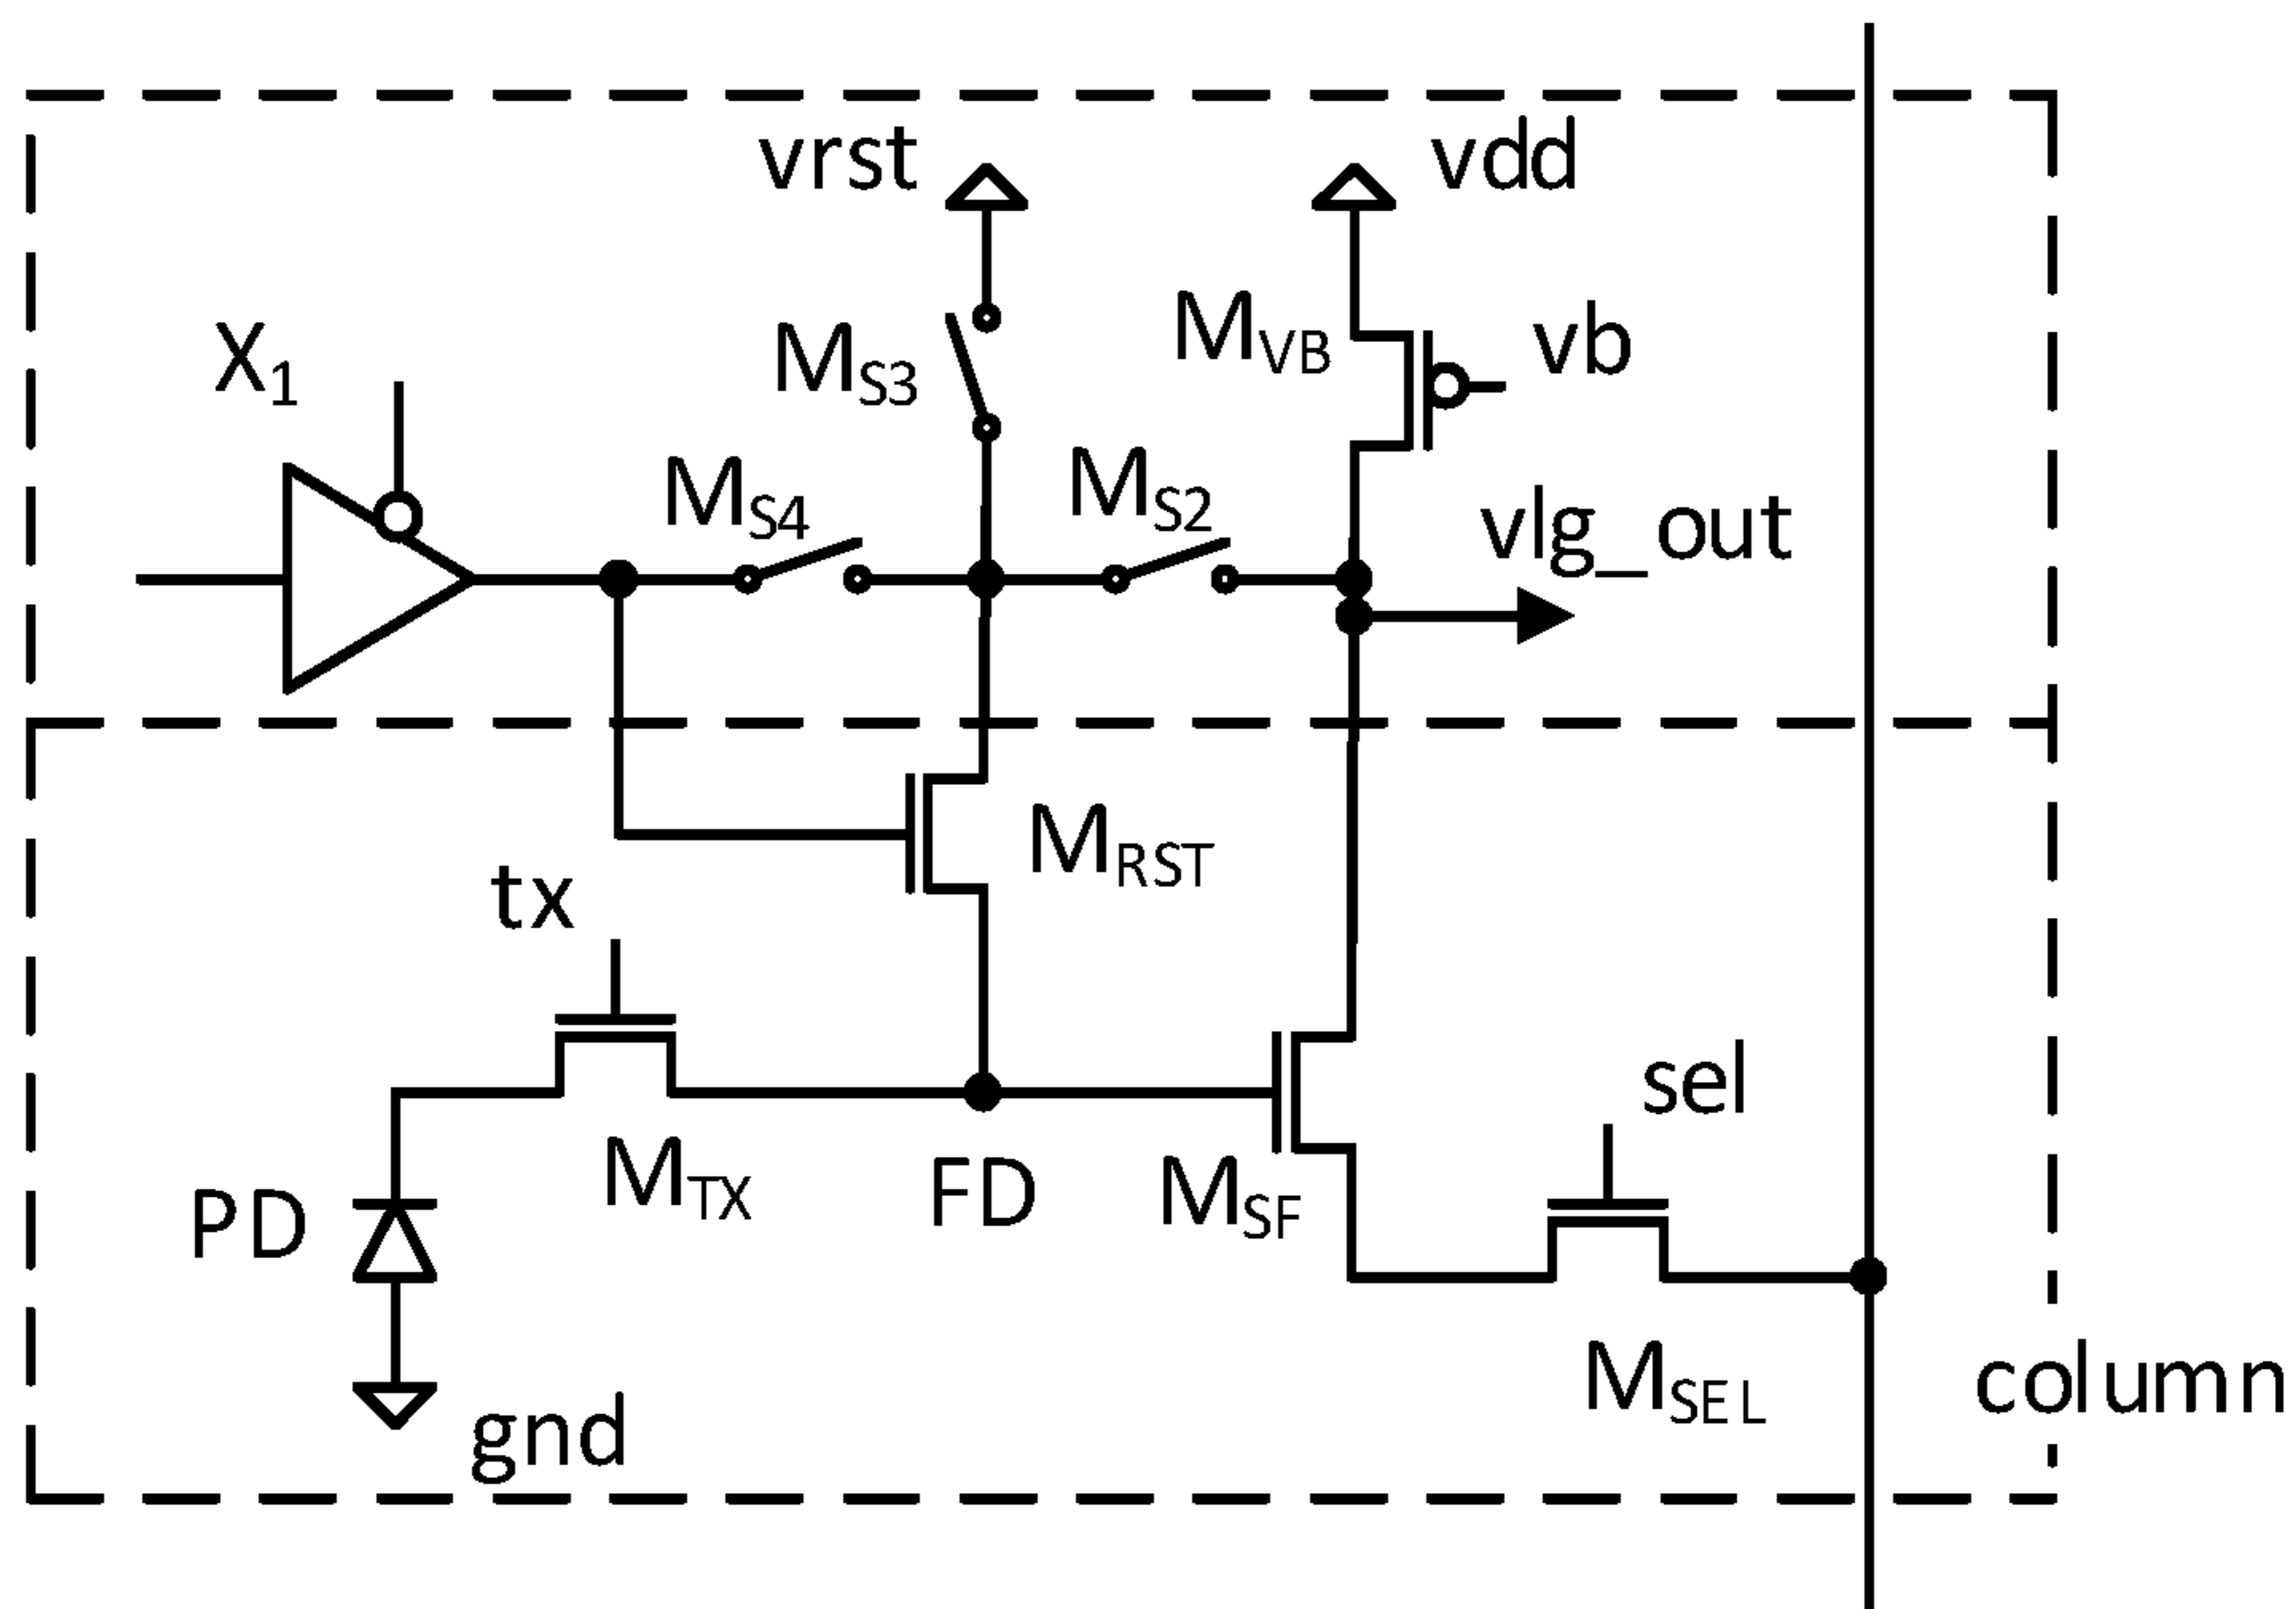 vrst
vdd
X1
MS3
MVB
vb
MS4
MS2
vlg_out
MRST
tx
sel
MTX
FD
MSF
PD
MSEL
column
gnd